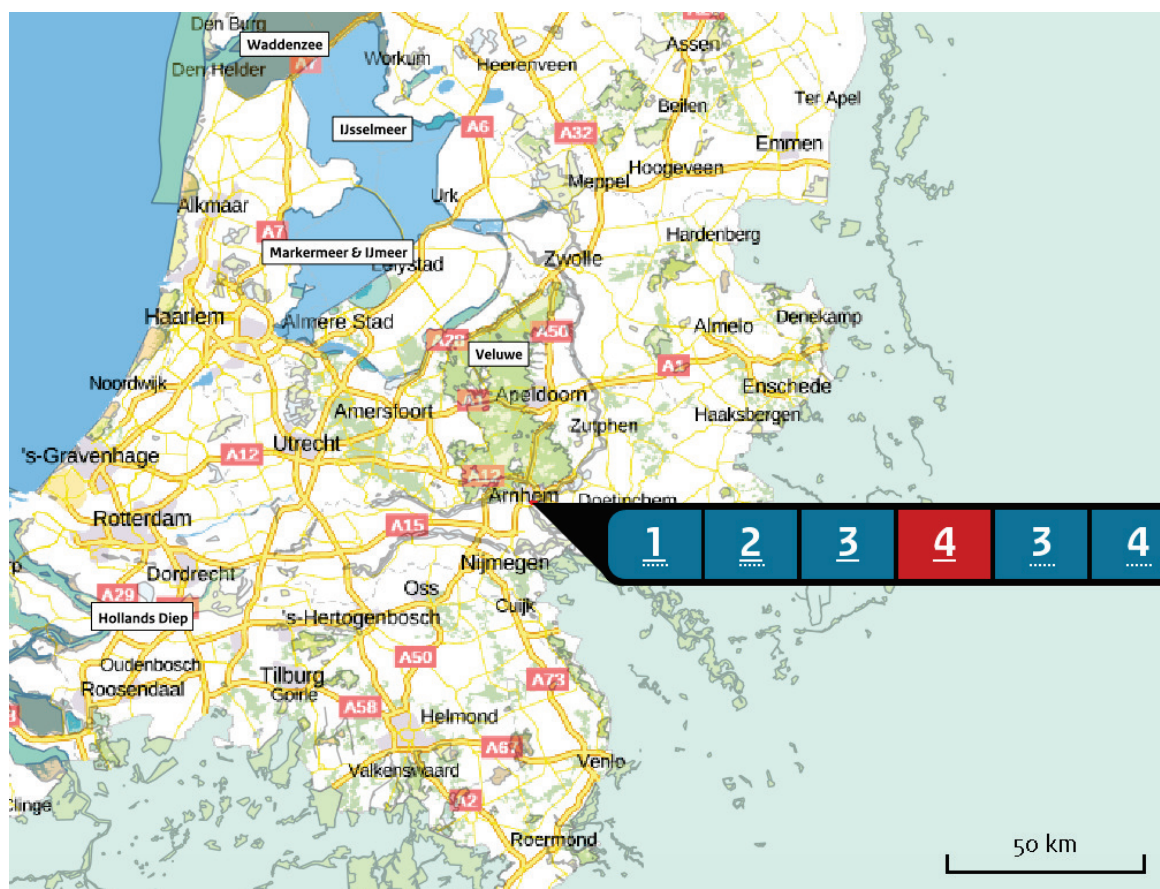 Den Burg
Waddenzee
Assen
Den Helder
A7
Workum
Heerenveen
Beilen
Ter Apel
IJsselmeer
A6
A32
Emmen
Hoogeveen
Meppel
Urk
Alkmaar
A7
Hardenberg
Markermeer & IJmeer
Lelystad
Zwolle
Haarlem
Almere Stad
A28
A50
Almelo
Denekamp
Veluwe
A1
Noordwijk
Enschede
Amersfoort
A1
Apeldoorn
Haaksbergen
Zutphen
Utrecht
's-Gravenhage
A12
A12
Arnhem
Doetinchem
Rotterdam
A15
1
2
3
4
3
4
Nijmegen
Dordrecht
A29
Oss
Cuijk
Hollands Diep
's-Hertogenbosch
A50
Oudenbosch
Tilburg
Roosendaal
Goirle
A73
A58
Helmond
A67
Venlo
Valkenswaard
A2
Clinge
Roermond
50 km